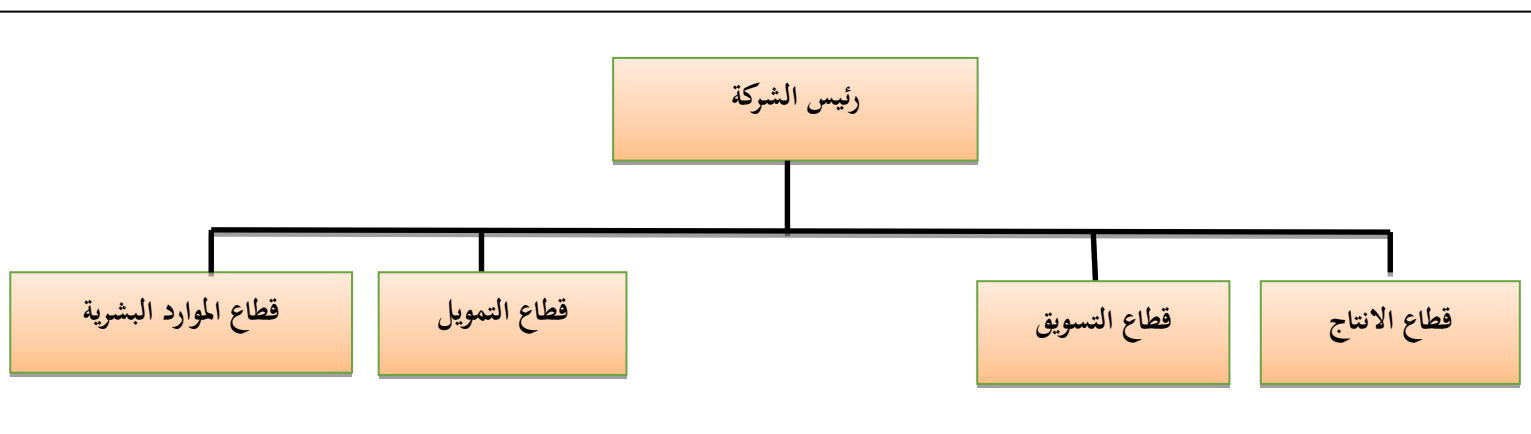 رئيس الشركة
قطاع الانتاج
قطاع التسويق
قطاع التمويل
قطاع الموارد البشرية